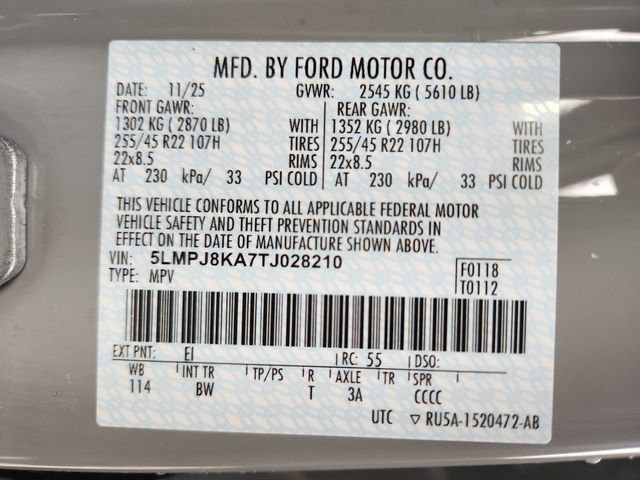 MFD. BY FORD MOTOR CO.
DATE: 11/25 GVWR: 2545 KG ( 5610 LB)
FRONT GAWR: REAR GAWR:
1302 KG ( 2870 LB) WITH 1352 KG ( 2980 LB) WITH
255/45 R22 107H TIRES 255/45 R22 107H TIRES
22x8.5 RIMS 22x8.5 RIMS
AT 230 kPa/ 33 PSI COLD AT 230 kPa/ 33 PSI COLD
THIS VEHICLE CONFORMS TO ALL APPLICABLE FEDERAL MOTOR
VEHICLE SAFETY AND THEFT PREVENTION STANDARDS IN
EFFECT ON THE DATE OF MANUFACTURE SHOWN ABOVE.
VIN: 5LMPJ8KA7TJ028210 F0118
TYPE: MPV T0112
EXT PNT: EI RC: 55 DSO:
WB INT TR TP/PS R AXLE TR SPR
114 BW T 3A CCCC
UTC ▽ RU5A-1520472-AB